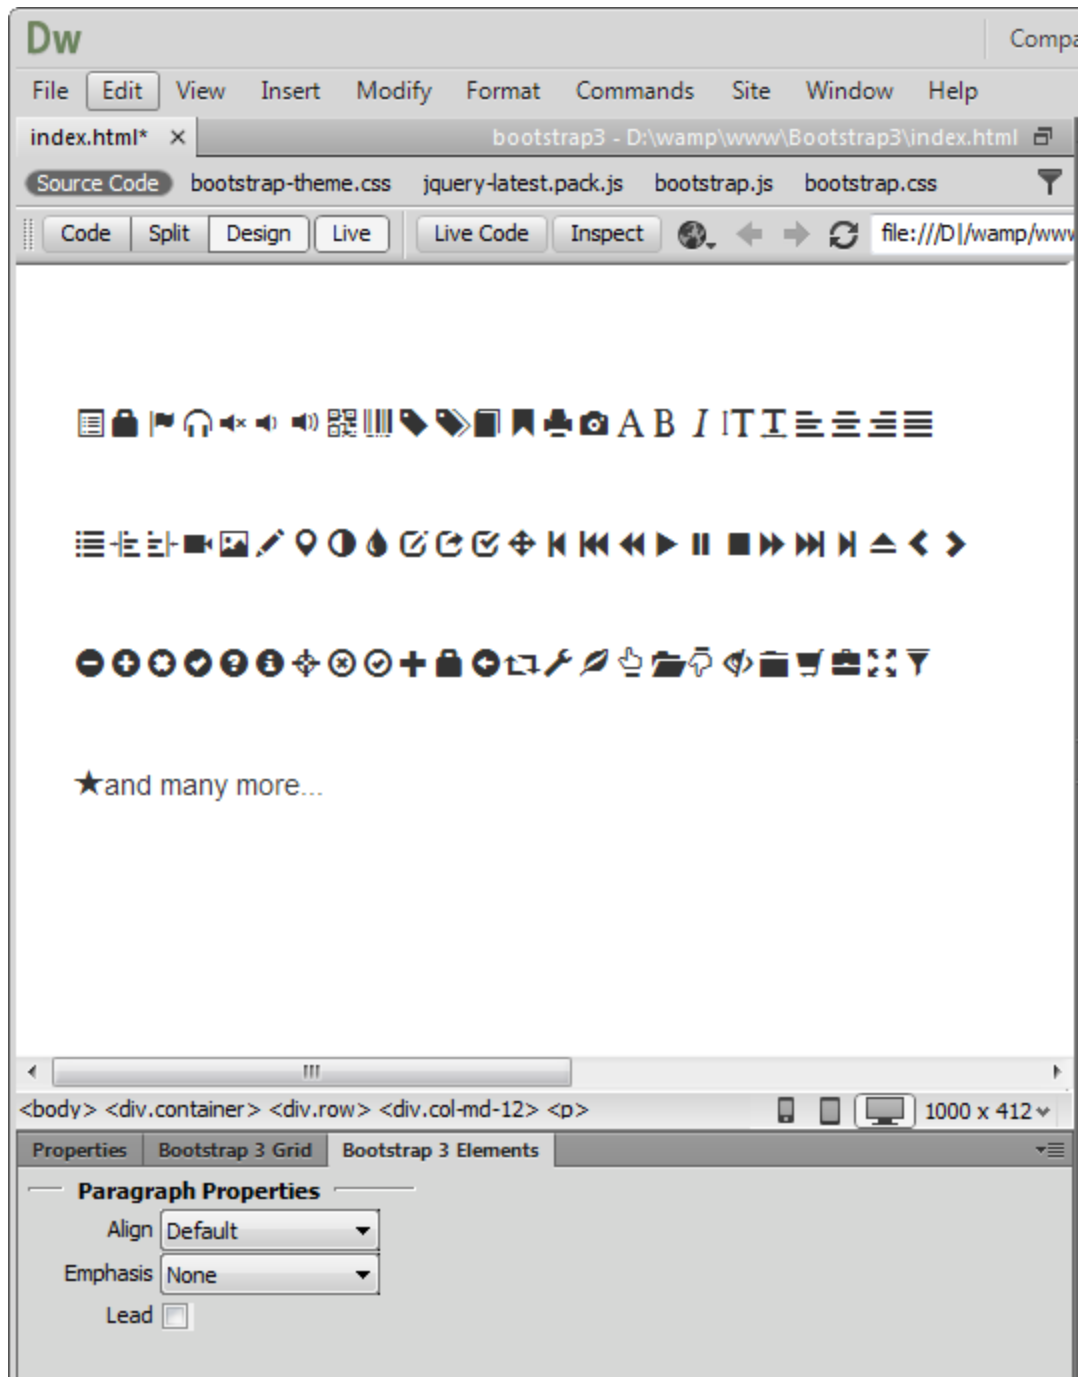 Dw
Compa
File Edit View Insert Modify Format Commands Site Window Help
index.html* × bootstrap3 - D:\wamp\www\Bootstrap3\index.html
Source Code bootstrap-theme.css jquery-latest.pack.js bootstrap.js bootstrap.css
Code Split Design Live Live Code Inspect file:///D|/wamp/www
and many more...
<body> <div.container> <div.row> <div.col-md-12> <p> 1000 x 412
Properties Bootstrap 3 Grid Bootstrap 3 Elements
Paragraph Properties
Align Default
Emphasis None
Lead